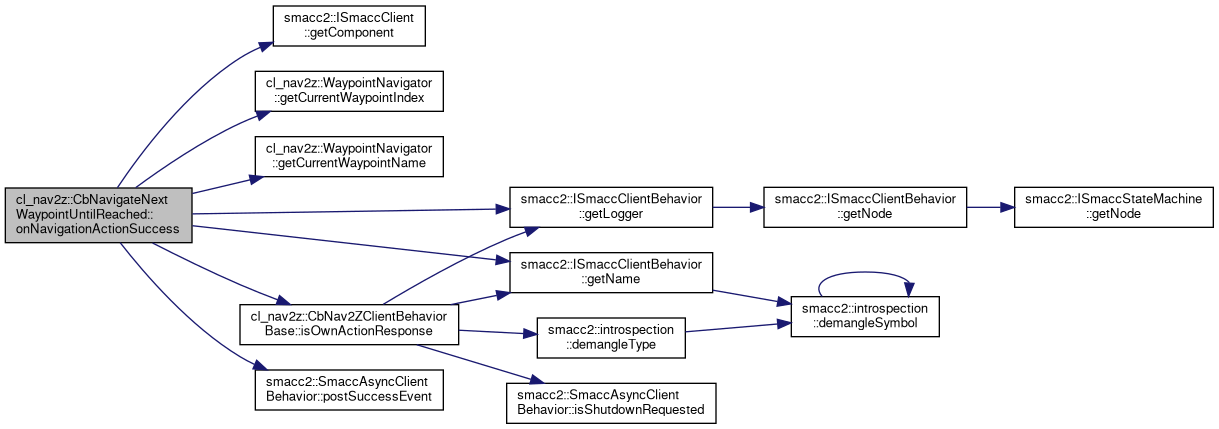 smacc2::ISmaccClient
::getComponent
cl_nav2z::WaypointNavigator
::getCurrentWaypointIndex
cl_nav2z::WaypointNavigator
::getCurrentWaypointName
cl_nav2z::CbNavigateNext
WaypointUntilReached::
onNavigationActionSuccess
smacc2::ISmaccClientBehavior
::getLogger
smacc2::ISmaccClientBehavior
::getNode
smacc2::ISmaccStateMachine
::getNode
smacc2::ISmaccClientBehavior
::getName
cl_nav2z::CbNav2ZClientBehavior
Base::isOwnActionResponse
smacc2::introspection
::demangleType
smacc2::introspection
::demangleSymbol
smacc2::SmaccAsyncClient
Behavior::postSuccessEvent
smacc2::SmaccAsyncClient
Behavior::isShutdownRequested